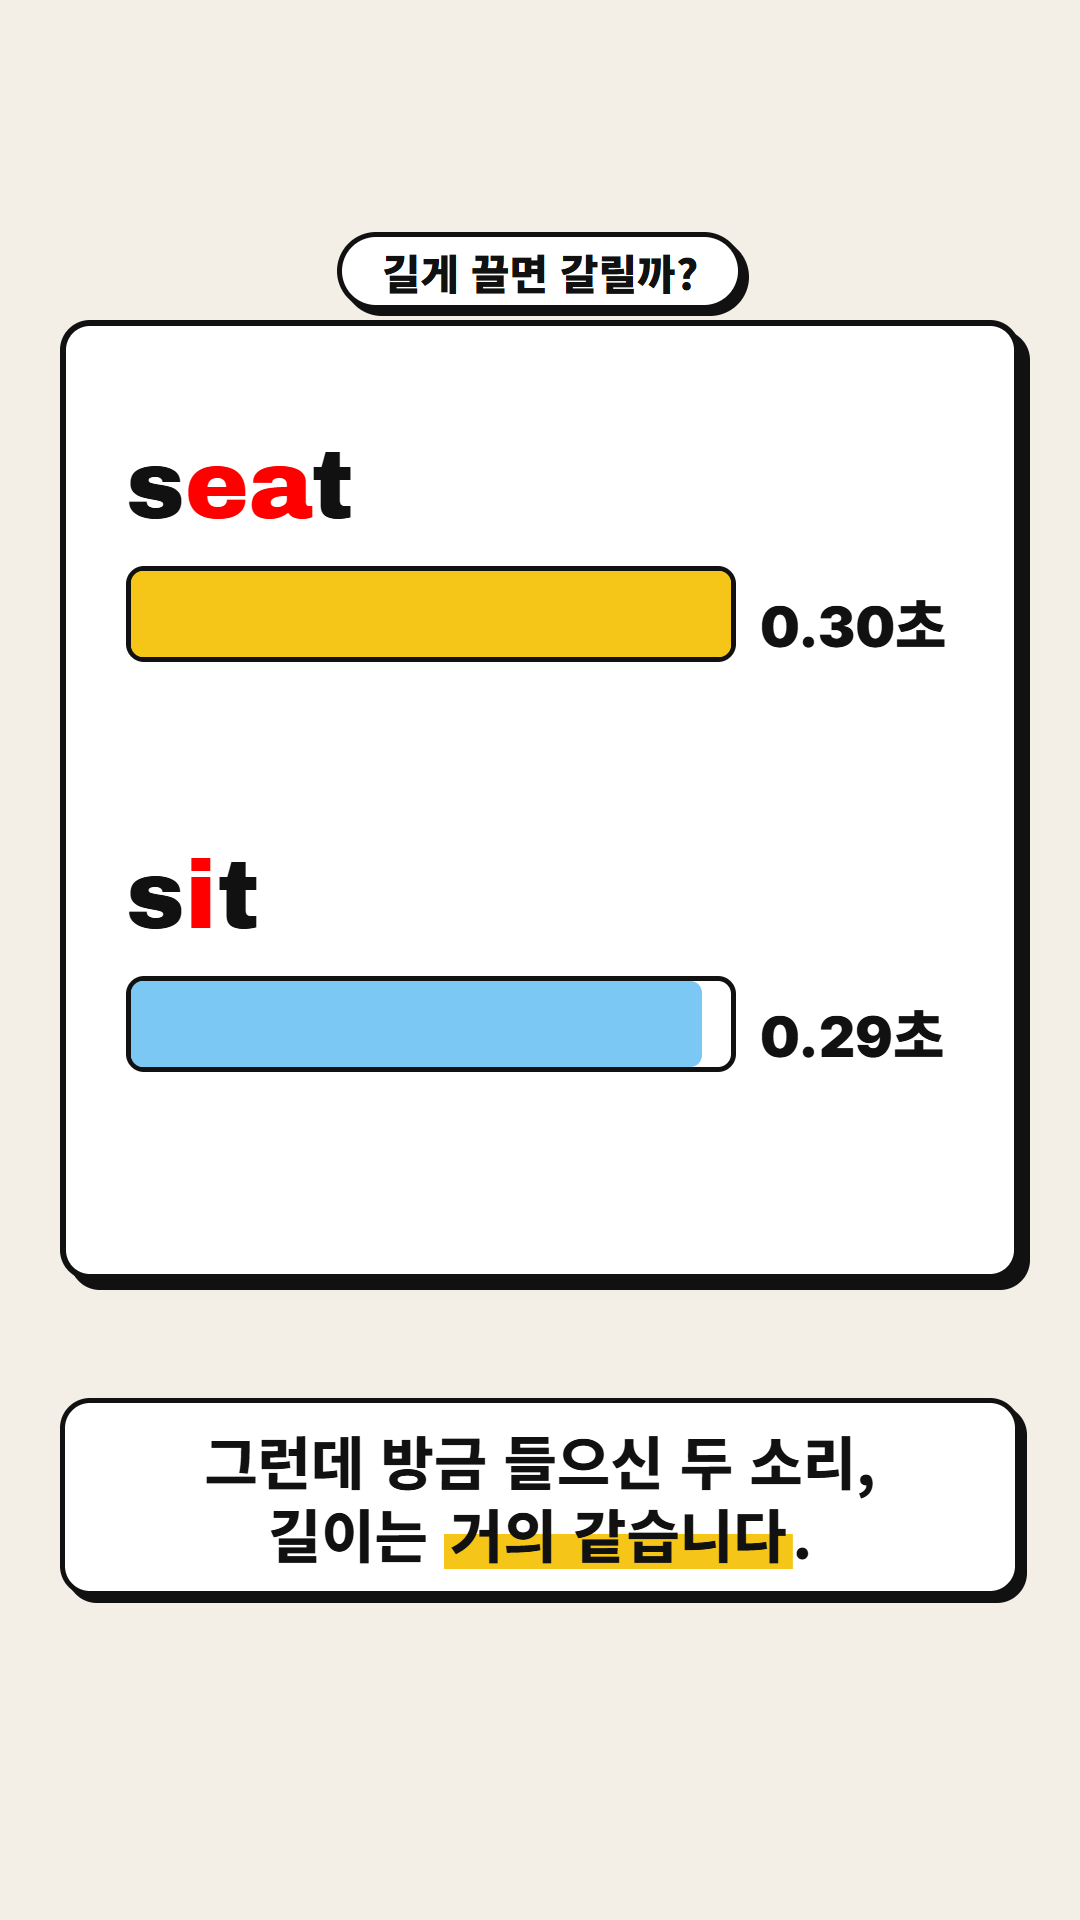 길게 끌면 갈릴까?
seat
0.30초
sit
0.29초
그런데 방금 들으신 두 소리,
길이는 거의 같습니다.